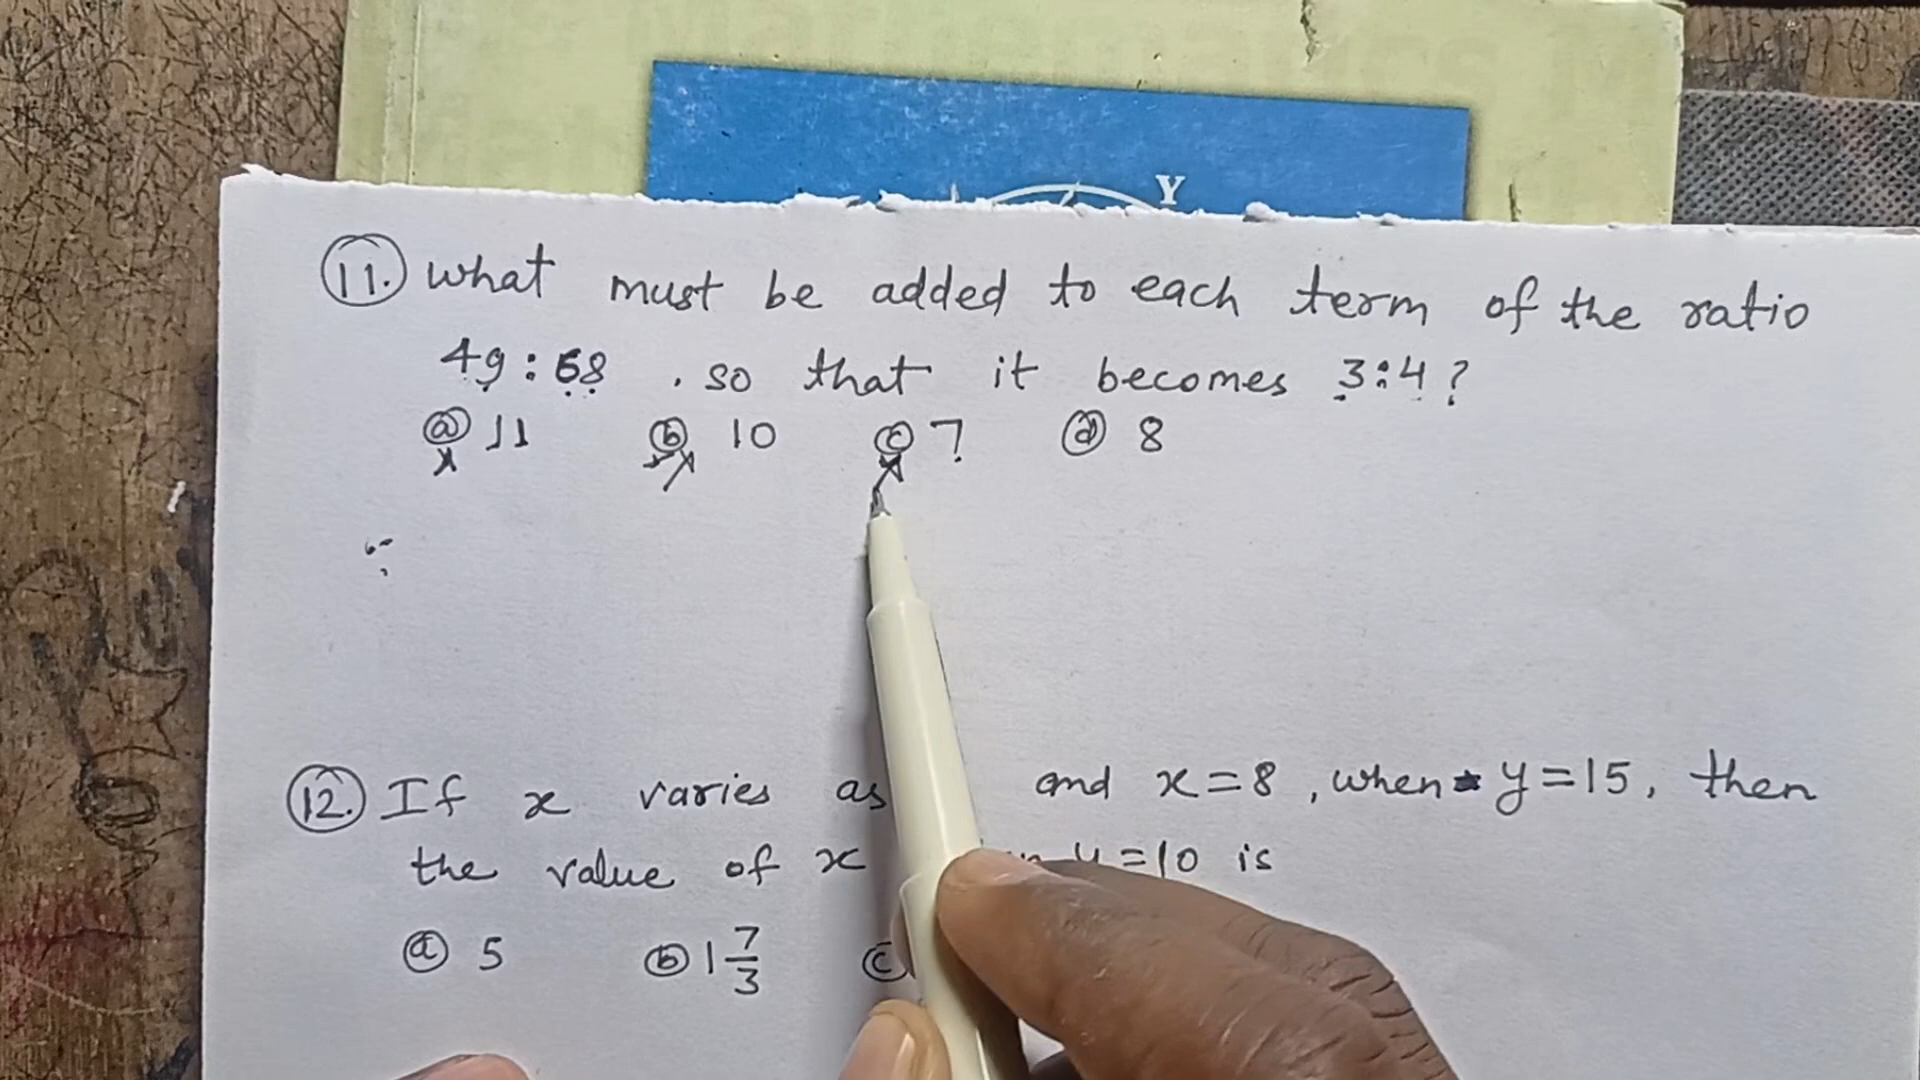 Y
11. What must be added to each term of the ratio
49:68 . so that it becomes 3:4?
a 11 b 10 c 7 d 8
12. If x varies as and x=8, when y=15, then
the value of x y=10 is
a 5 b 1 7/3 c